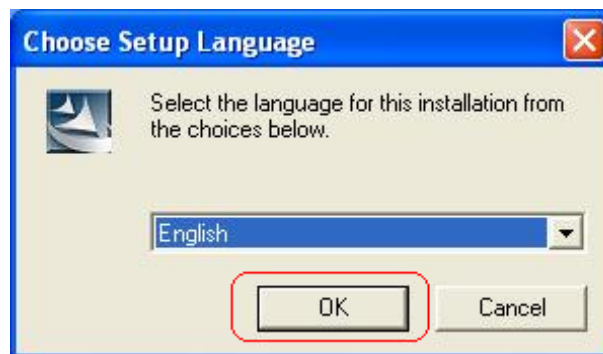 Choose Setup Language
Select the language for this installation from
the choices below.
English
OK
Cancel